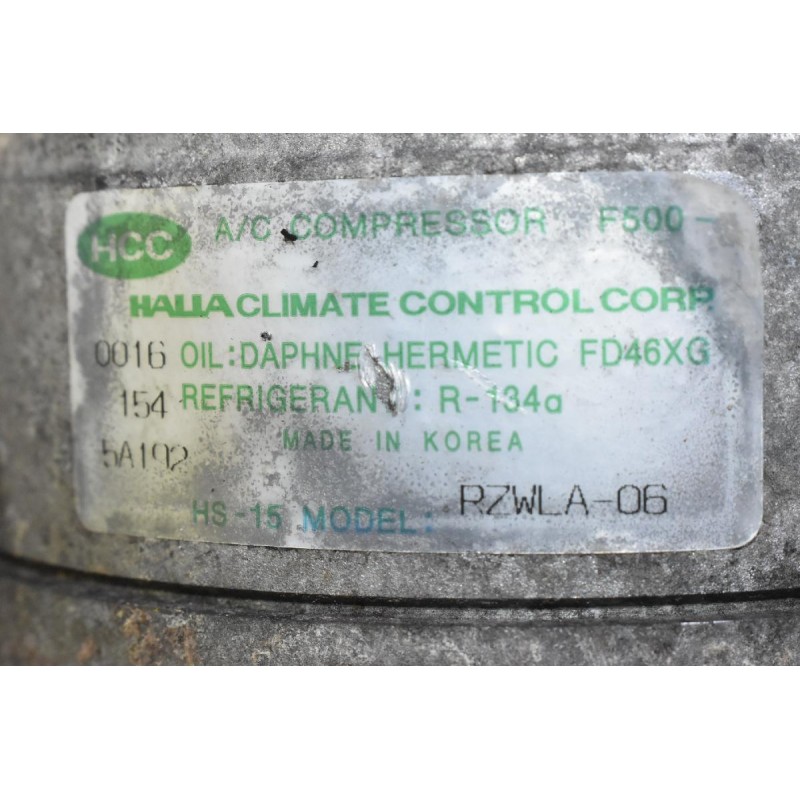 HCC A/C COMPRESSOR F500-
HALLA CLIMATE CONTROL CORP
0016 OIL:DAPHNE HERMETIC FD46XG
154 REFRIGERANT: R-134a
5A192 MADE IN KOREA
HS-15 MODEL: RZWLA-06